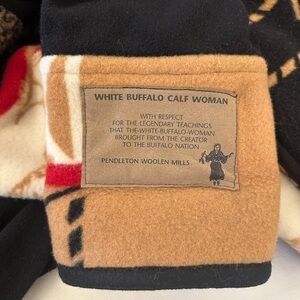 WHITE BUFFALO CALF WOMAN
WITH RESPECT
FOR THE LEGENDARY TEACHINGS
THAT THE-WHITE-BUFFALO-WOMAN
BROUGHT FROM THE CREATOR
TO THE BUFFALO NATION
PENDLETON WOOLEN MILLS